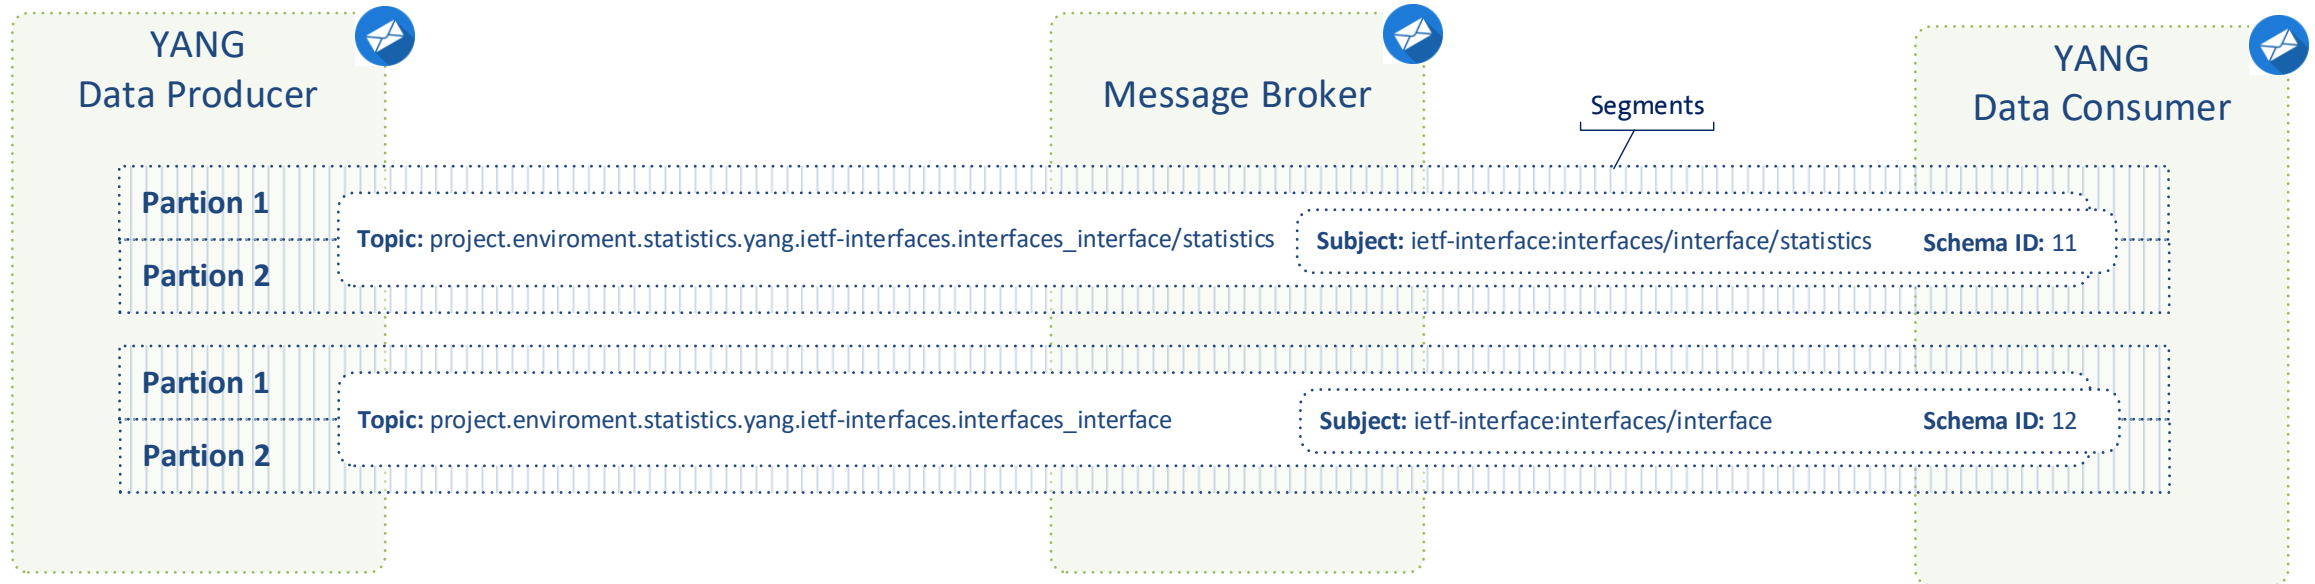 YANG
Data Producer
Message Broker
YANG
Data Consumer
Segments
Partion 1
Partion 2
Topic: project.enviroment.statistics.yang.ietf-interfaces.interfaces_interface/statistics
Subject: ietf-interface:interfaces/interface/statistics
Schema ID: 11
Partion 1
Partion 2
Topic: project.enviroment.statistics.yang.ietf-interfaces.interfaces_interface
Subject: ietf-interface:interfaces/interface
Schema ID: 12